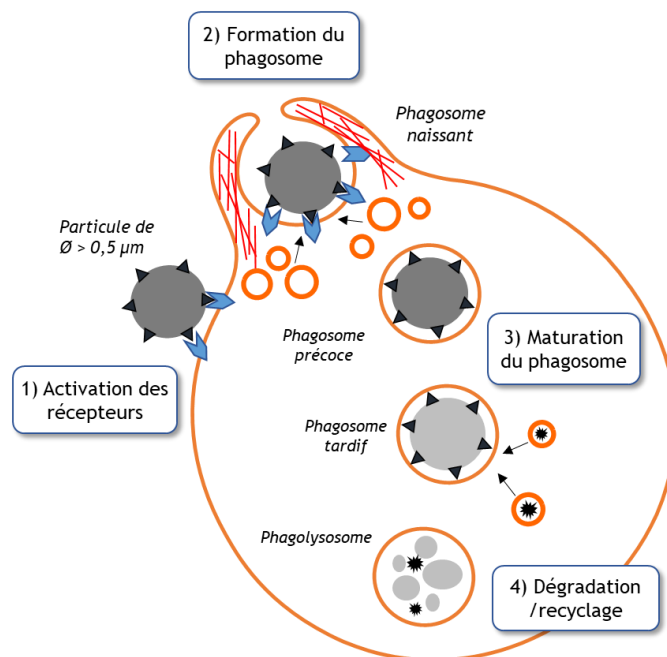 2) Formation du
phagosome
Phagosome
naissant
Particule de
Ø > 0,5 µm
Phagosome
précoce
3) Maturation
du phagosome
1) Activation des
récepteurs
Phagosome
tardif
Phagolysosome
4) Dégradation
/recyclage